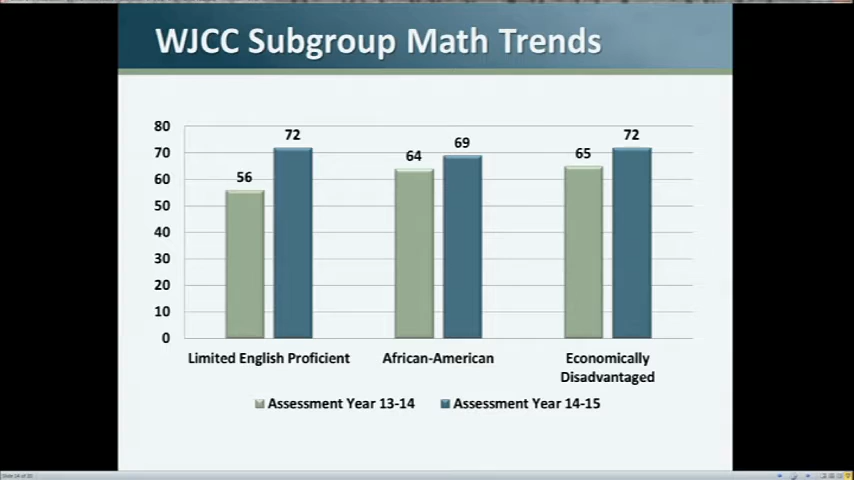 WJCC Subgroup Math Trends
80
70
60
50
40
30
20
10
0
56
72
64
69
65
72
Limited English Proficient
African-American
Economically
Disadvantaged
Assessment Year 13-14
Assessment Year 14-15